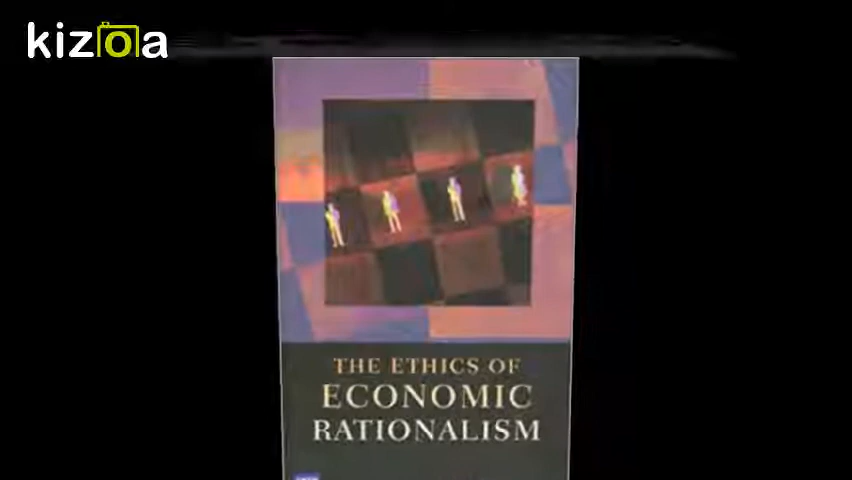 kizoa
THE ETHICS OF
ECONOMIC
RATIONALISM